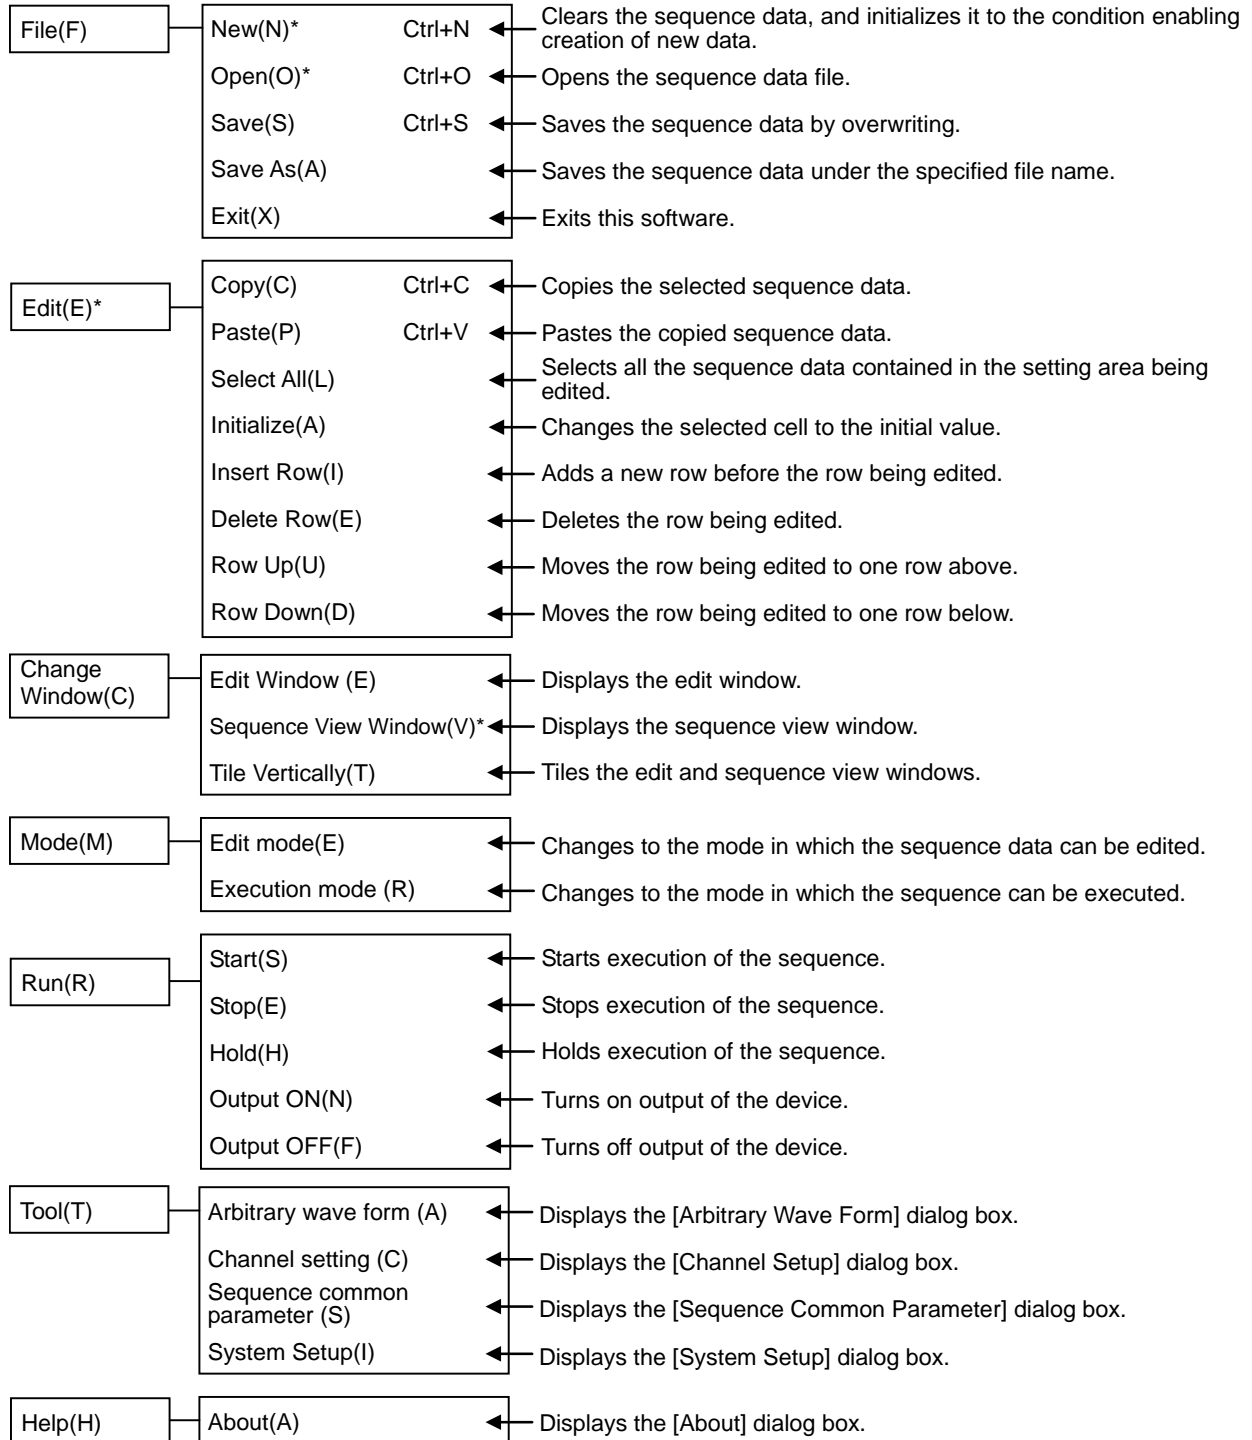 File(F)
New(N)* Ctrl+N Clears the sequence data, and initializes it to the condition enabling
creation of new data.
Open(O)* Ctrl+O Opens the sequence data file.
Save(S) Ctrl+S Saves the sequence data by overwriting.
Save As(A) Saves the sequence data under the specified file name.
Exit(X) Exits this software.
Edit(E)*
Copy(C) Ctrl+C Copies the selected sequence data.
Paste(P) Ctrl+V Pastes the copied sequence data.
Select All(L) Selects all the sequence data contained in the setting area being
edited.
Initialize(A) Changes the selected cell to the initial value.
Insert Row(I) Adds a new row before the row being edited.
Delete Row(E) Deletes the row being edited.
Row Up(U) Moves the row being edited to one row above.
Row Down(D) Moves the row being edited to one row below.
Change
Window(C)
Edit Window (E) Displays the edit window.
Sequence View Window(V)* Displays the sequence view window.
Tile Vertically(T) Tiles the edit and sequence view windows.
Mode(M)
Edit mode(E) Changes to the mode in which the sequence data can be edited.
Execution mode (R) Changes to the mode in which the sequence can be executed.
Run(R)
Start(S) Starts execution of the sequence.
Stop(E) Stops execution of the sequence.
Hold(H) Holds execution of the sequence.
Output ON(N) Turns on output of the device.
Output OFF(F) Turns off output of the device.
Tool(T)
Arbitrary wave form (A) Displays the [Arbitrary Wave Form] dialog box.
Channel setting (C) Displays the [Channel Setup] dialog box.
Sequence common
parameter (S) Displays the [Sequence Common Parameter] dialog box.
System Setup(I) Displays the [System Setup] dialog box.
Help(H)
About(A) Displays the [About] dialog box.